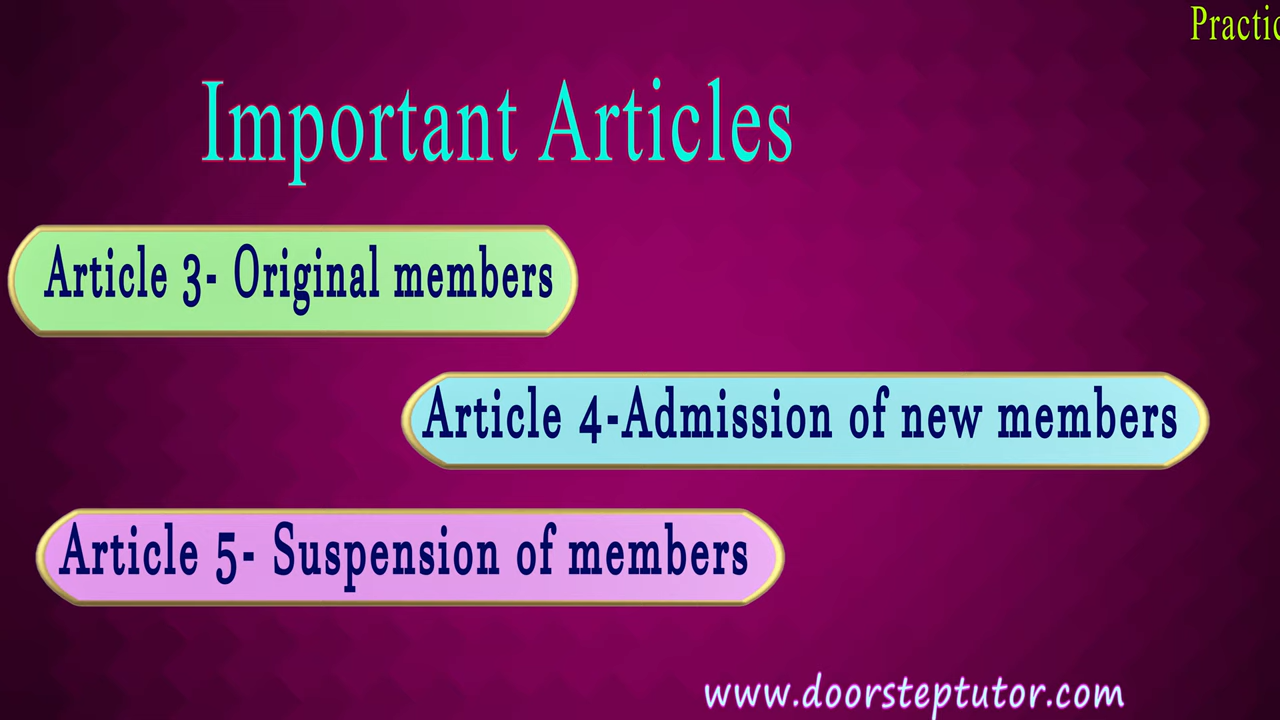 Practic
Important Articles
Article 3- Original members
Article 4-Admission of new members
Article 5- Suspension of members
www.doorsteptutor.com